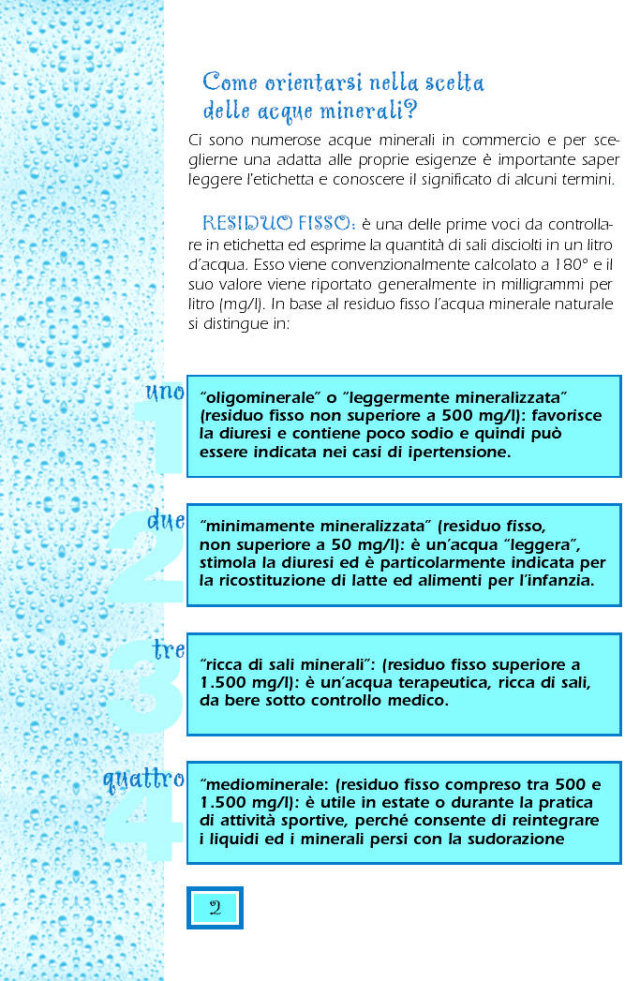 Come orientarsi nella scelta
delle acque minerali?
Ci sono numerose acque minerali in commercio e per sce-
glierne una adatta alle proprie esigenze è importante saper
leggere l'etichetta e conoscere il significato di alcuni termini.
RESIDUO FISSO: è una delle prime voci da controlla-
re in etichetta ed esprime la quantità di sali disciolti in un litro
d'acqua. Esso viene convenzionalmente calcolato a 180° e il
suo valore viene riportato generalmente in milligrammi per
litro (mg/l). In base al residuo fisso l'acqua minerale naturale
si distingue in:
uno
1
"oligominerale" o "leggermente mineralizzata"
(residuo fisso non superiore a 500 mg/l): favorisce
la diuresi e contiene poco sodio e quindi può
essere indicata nei casi di ipertensione.
due
2
"minimamente mineralizzata" (residuo fisso,
non superiore a 50 mg/l): è un'acqua "leggera",
stimola la diuresi ed è particolarmente indicata per
la ricostituzione di latte ed alimenti per l'infanzia.
tre
3
"ricca di sali minerali": (residuo fisso superiore a
1.500 mg/l): è un'acqua terapeutica, ricca di sali,
da bere sotto controllo medico.
quattro
4
"mediominerale: (residuo fisso compreso tra 500 e
1.500 mg/l): è utile in estate o durante la pratica
di attività sportive, perché consente di reintegrare
i liquidi ed i minerali persi con la sudorazione
2